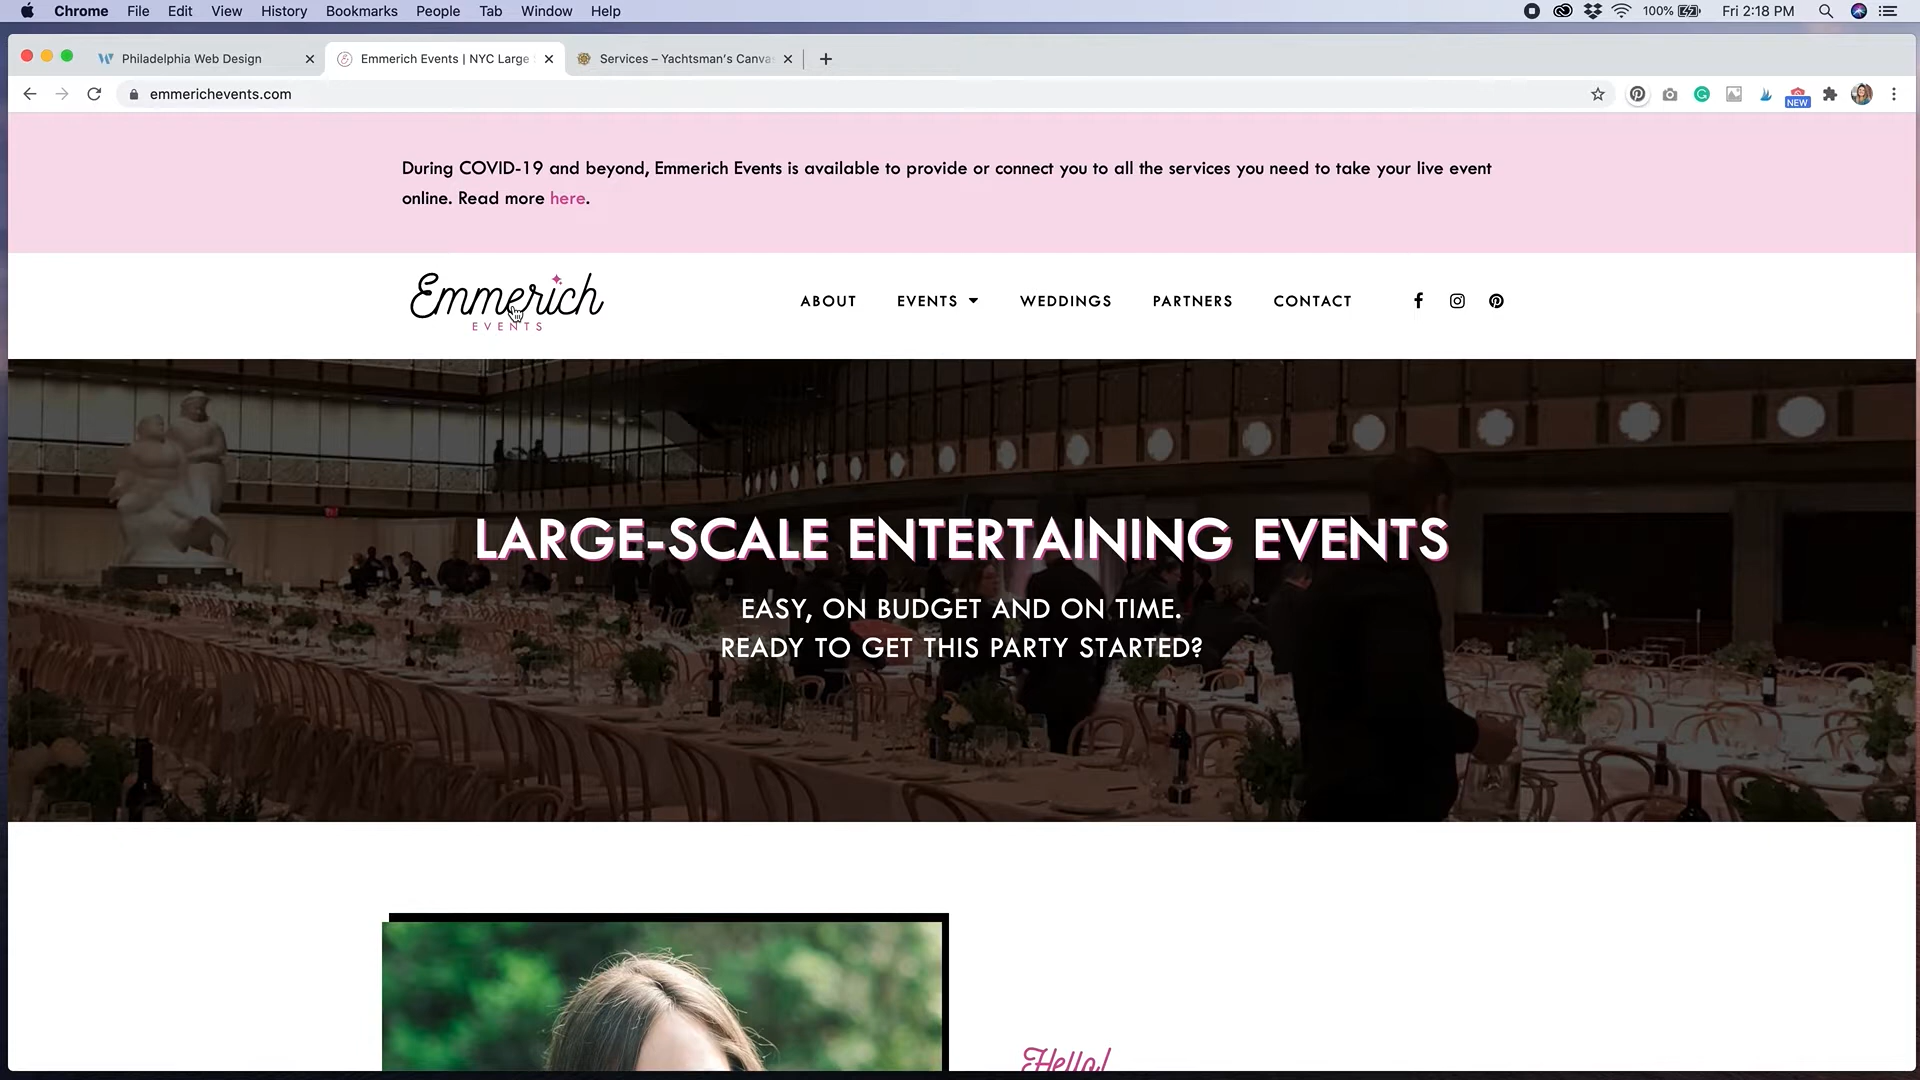 Chrome File Edit View History Bookmarks People Tab Window Help 100% Fri 2:18 PM
Philadelphia Web Design Emmerich Events | NYC Large Services – Yachtsman's Canva
emmerichevents.com NEW
During COVID-19 and beyond, Emmerich Events is available to provide or connect you to all the services you need to take your live event
online. Read more here.
Emmerich
EVENTS
ABOUT EVENTS WEDDINGS PARTNERS CONTACT
LARGE-SCALE ENTERTAINING EVENTS
EASY, ON BUDGET AND ON TIME.
READY TO GET THIS PARTY STARTED?
Hello!